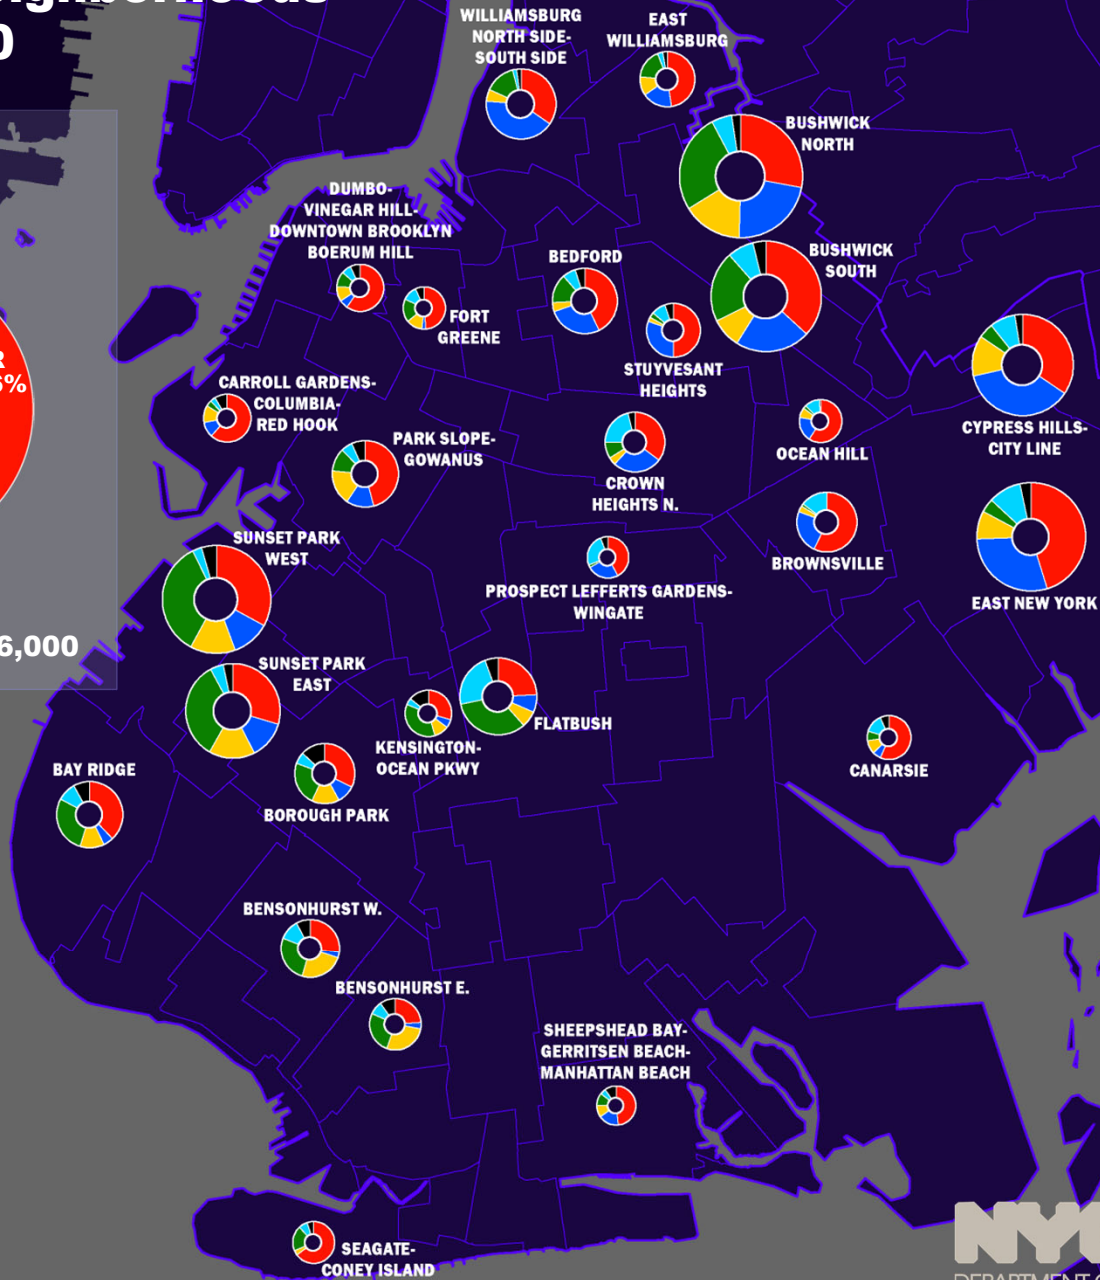 WILLIAMSBURG
NORTH SIDE-
SOUTH SIDE
EAST
WILLIAMSBURG
BUSHWICK
NORTH
DUMBO-
VINEGAR HILL-
DOWNTOWN BROOKLYN
BOERUM HILL
BEDFORD
BUSHWICK
SOUTH
FORT
GREENE
STUYVESANT
HEIGHTS
R
6%
CARROLL GARDENS-
COLUMBIA-
RED HOOK
PARK SLOPE-
GOWANUS
CROWN
HEIGHTS N.
OCEAN HILL
CYPRESS HILLS-
CITY LINE
SUNSET PARK
WEST
BROWNSVILLE
PROSPECT LEFFERTS GARDENS-
WINGATE
EAST NEW YORK
6,000
SUNSET PARK
EAST
FLATBUSH
KENSINGTON-
OCEAN PKWY
BAY RIDGE
CANARSIE
BOROUGH PARK
BENSONHURST W.
BENSONHURST E.
SHEEPSHEAD BAY-
GERRITSEN BEACH-
MANHATTAN BEACH
SEAGATE-
CONEY ISLAND
NY